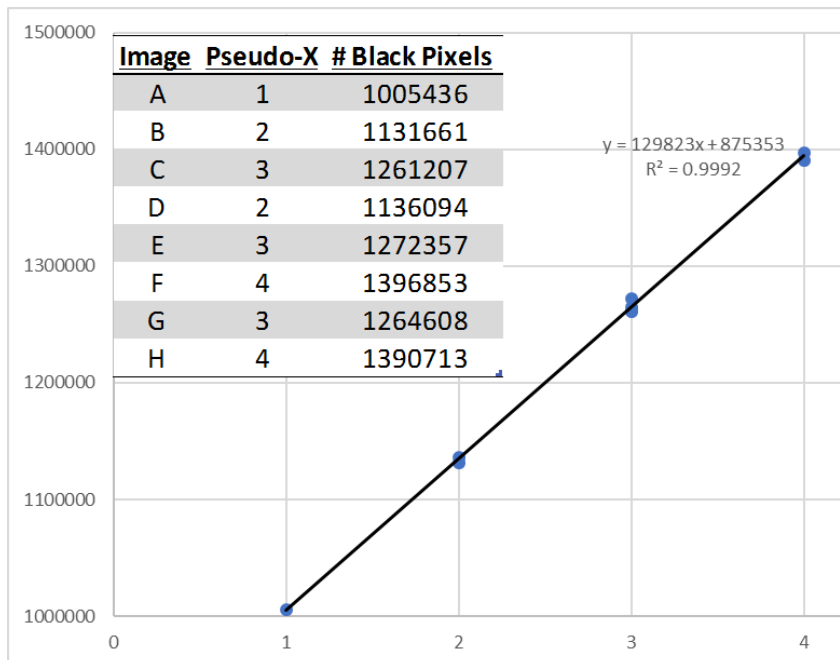 1500000
Image Pseudo-X # Black Pixels
A 1 1005436
B 2 1131661
C 3 1261207
D 2 1136094
E 3 1272357
F 4 1396853
G 3 1264608
H 4 1390713
y = 129823x + 875353
R² = 0.9992
1400000
1300000
1200000
1100000
1000000
0 1 2 3 4